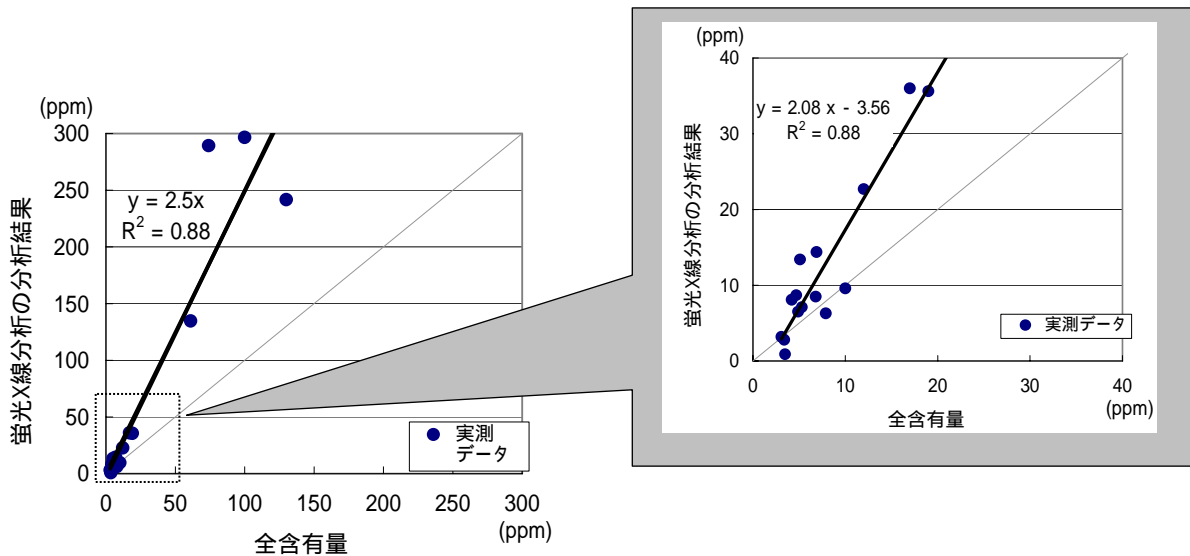 (ppm)
300
250
200
150
100
50
0
蛍光X線分析の分析結果
y = 2.5x
R² = 0.88
実測
データ
0 50 100 150 200 250 300
(ppm)
全含有量
(ppm)
40
30
20
10
0
蛍光X線分析の分析結果
y = 2.08 x - 3.56
R² = 0.88
実測データ
0 10 20 30 40
(ppm)
全含有量